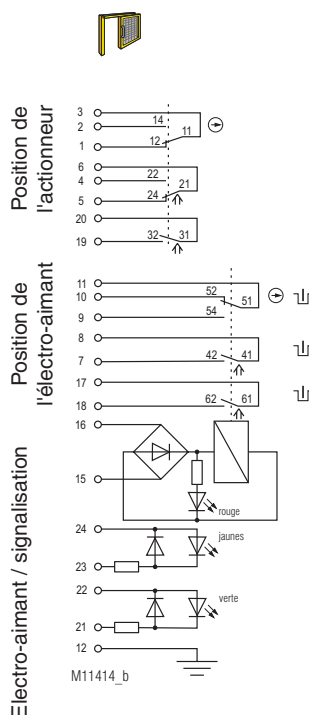 Position de
l'actionneur
3
2 14
11
1 12
6
4 22
21
5 24
20
19 32 31
Position de
l'électro-aimant
11
10 52
51
9 54
8
7 42 41
17
18 62 61
Electro-aimant / signalisation
16
15
rouge
24
jaunes
23
22
verte
21
12
M11414_b